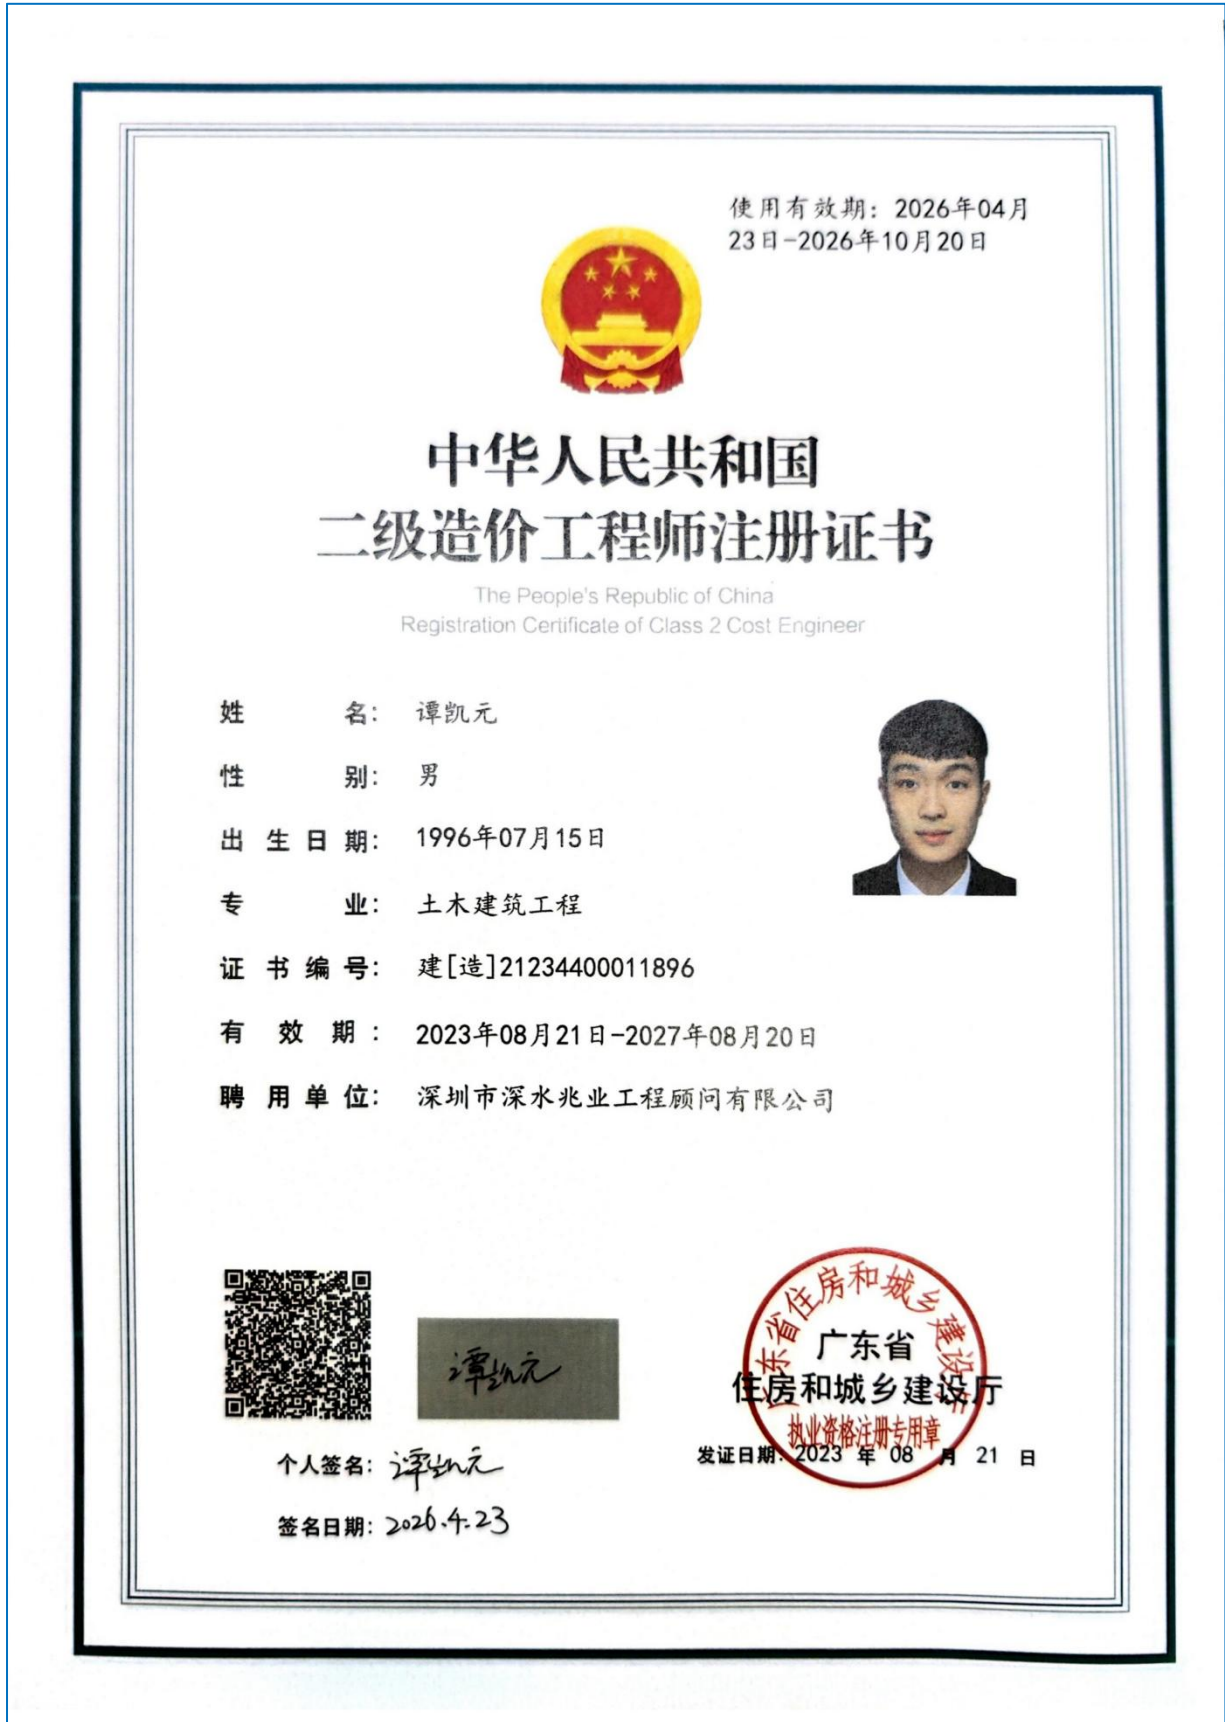 使用有效期：2026年04月
23日-2026年10月20日
中华人民共和国
二级造价工程师注册证书
The People's Republic of China
Registration Certificate of Class 2 Cost Engineer
姓 名： 谭凯元
性 别： 男
出生日期： 1996年07月15日
专 业： 土木建筑工程
证书编号： 建[造]21234400011896
有 效 期： 2023年08月21日-2027年08月20日
聘用单位： 深圳市深水兆业工程顾问有限公司
谭凯元
个人签名：谭凯元
签名日期：2026.4.23
广东省住房和城乡建设厅
广东省
住房和城乡建设厅
执业资格注册专用章
发证日期：2023 年 08 月 21 日